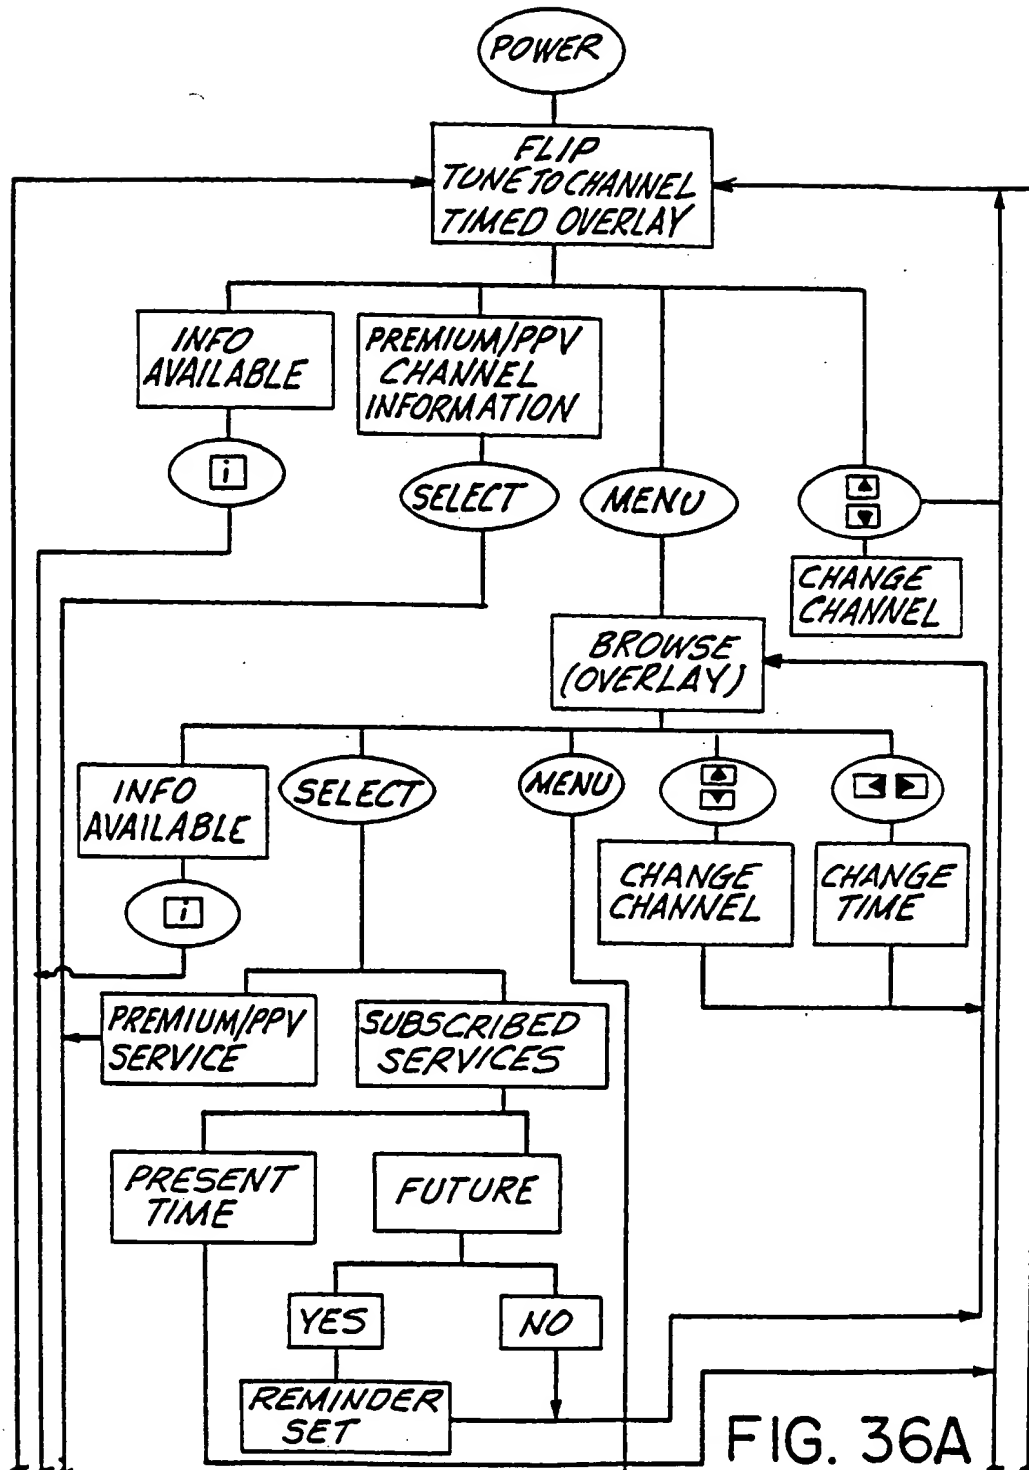 POWER
FLIP
TUNE TO CHANNEL
TIMED OVERLAY
INFO
AVAILABLE
PREMIUM/PPV
CHANNEL
INFORMATION
i
SELECT
MENU
CHANGE
CHANNEL
BROWSE
(OVERLAY)
INFO
AVAILABLE
SELECT
MENU
CHANGE
CHANNEL
CHANGE
TIME
i
PREMIUM/PPV
SERVICE
SUBSCRIBED
SERVICES
PRESENT
TIME
FUTURE
YES
NO
REMINDER
SET
FIG. 36A